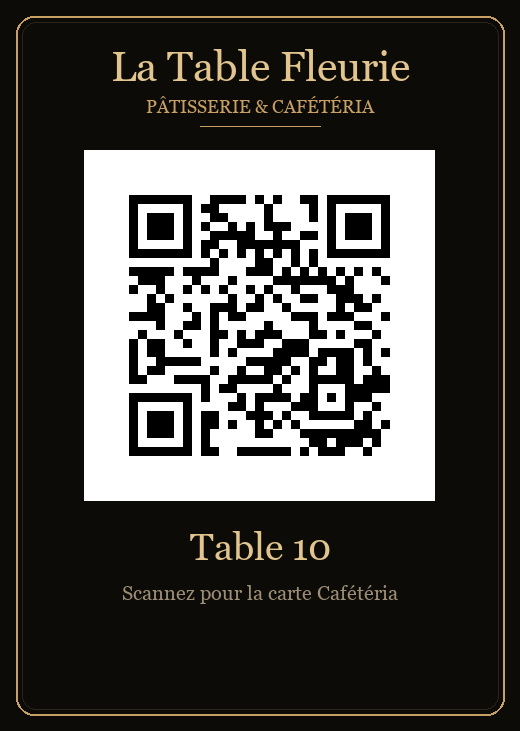 La Table Fleurie
PÂTISSERIE & CAFÉTÉRIA
Table 10
Scannez pour la carte Cafétéria